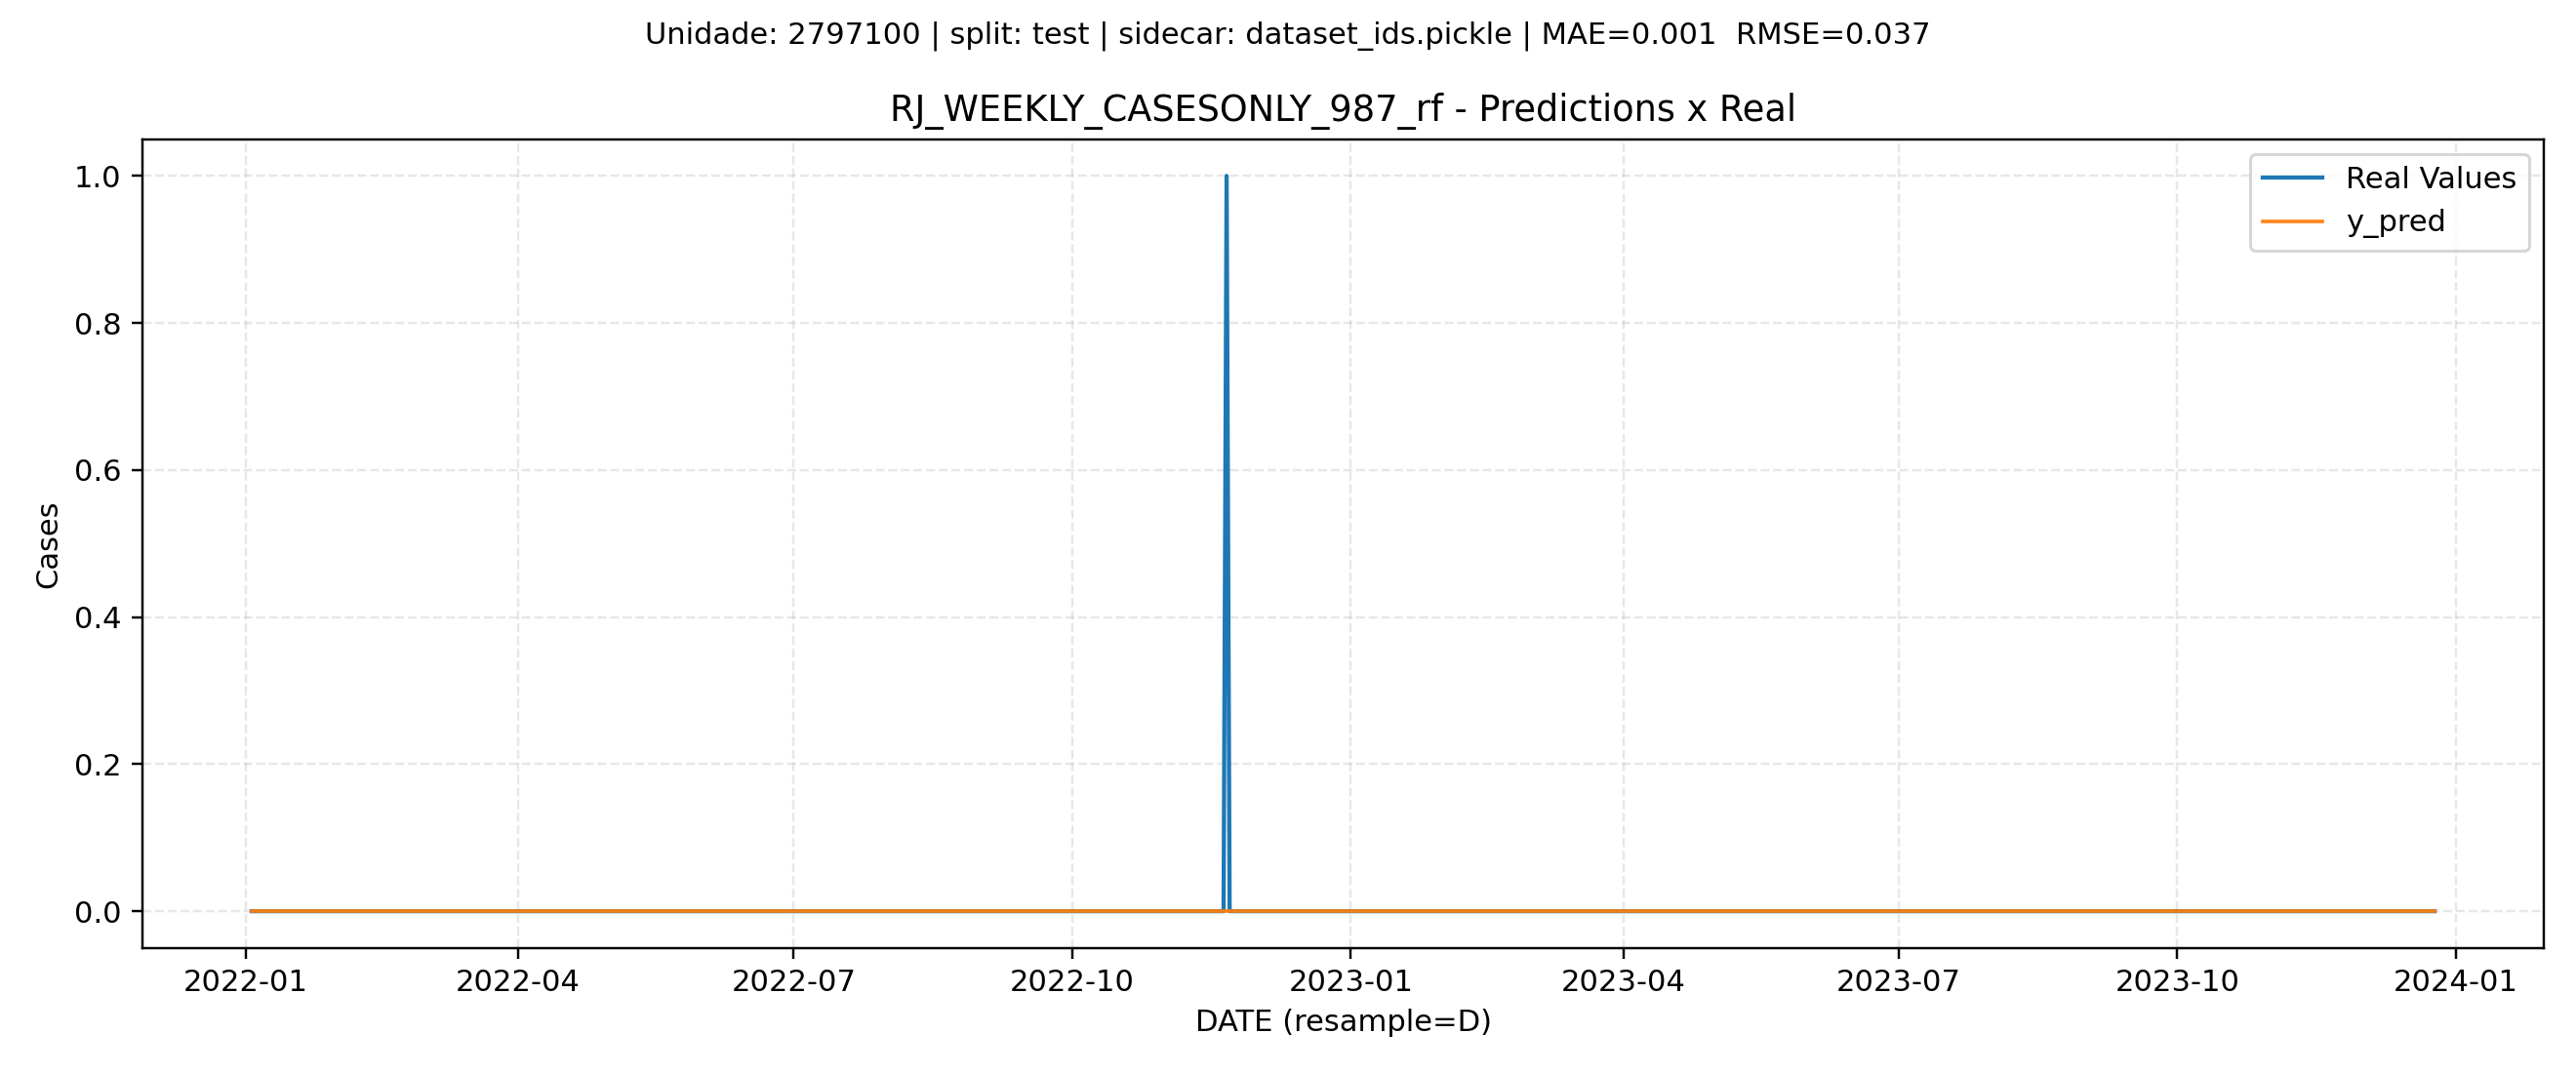 Unidade: 2797100 | split: test | sidecar: dataset_ids.pickle | MAE=0.001  RMSE=0.037
RJ_WEEKLY_CASESONLY_987_rf - Predictions x Real
Real Values
y_pred
1.0
0.8
0.6
0.4
0.2
0.0
Cases
2022-01
2022-04
2022-07
2022-10
2023-01
2023-04
2023-07
2023-10
2024-01
DATE (resample=D)